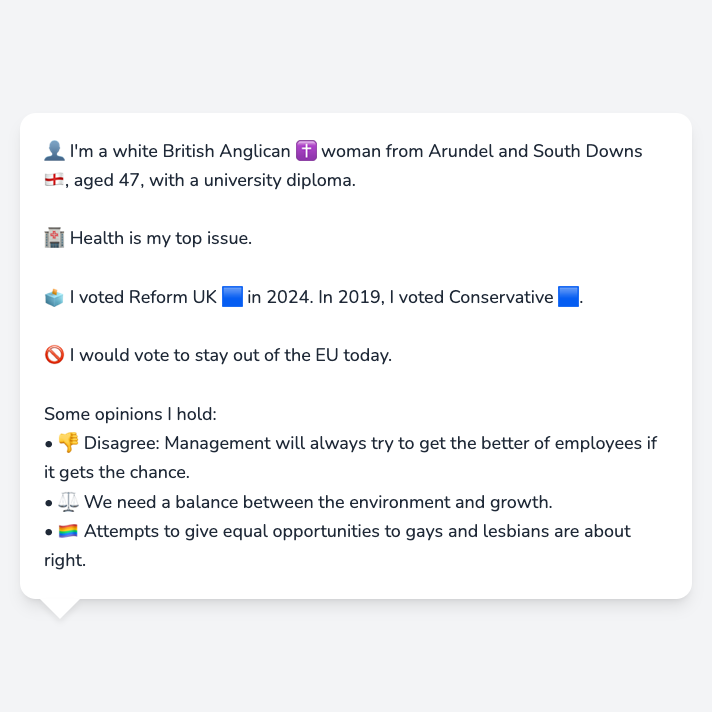 👤 I'm a white British Anglican ✝️ woman from Arundel and South Downs
🏴󠁧󠁢󠁥󠁮󠁧󠁿, aged 47, with a university diploma.
🏥 Health is my top issue.
🗳️ I voted Reform UK 🟦 in 2024. In 2019, I voted Conservative 🟦.
🚫 I would vote to stay out of the EU today.
Some opinions I hold:
• 👎 Disagree: Management will always try to get the better of employees if
it gets the chance.
• ⚖️ We need a balance between the environment and growth.
• 🏳️‍🌈 Attempts to give equal opportunities to gays and lesbians are about
right.